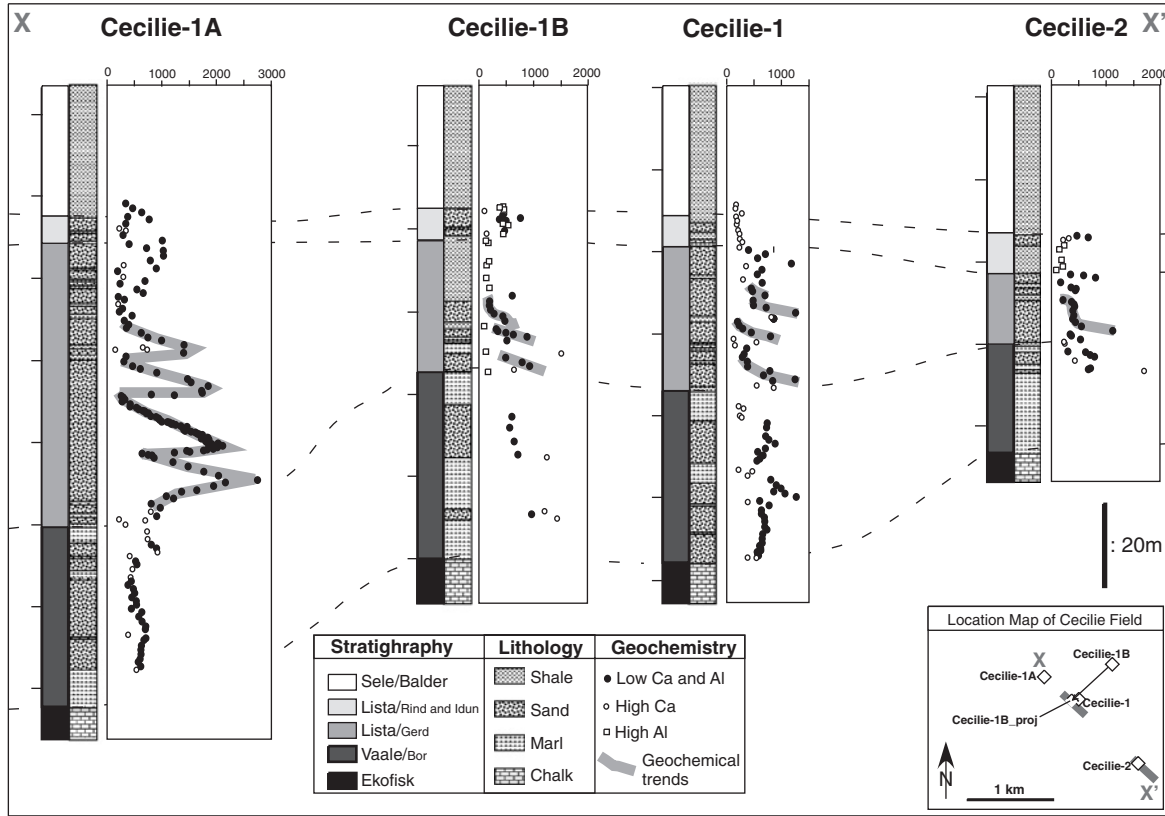 X Cecilie-1A Cecilie-1B Cecilie-1 Cecilie-2 X'
0 1000 2000 3000
0 1000 2000
0 1000
0 1000 2000
: 20m
Stratighraphy
Sele/Balder
Lista/Rind and Idun
Lista/Gerd
Vaale/Bor
Ekofisk
Lithology
Shale
Sand
Marl
Chalk
Geochemistry
Low Ca and Al
High Ca
High Al
Geochemical
trends
Location Map of Cecilie Field
X
Cecilie-1B
Cecilie-1A
Cecilie-1
Cecilie-1B_proj
Cecilie-2
N
1 km
X'